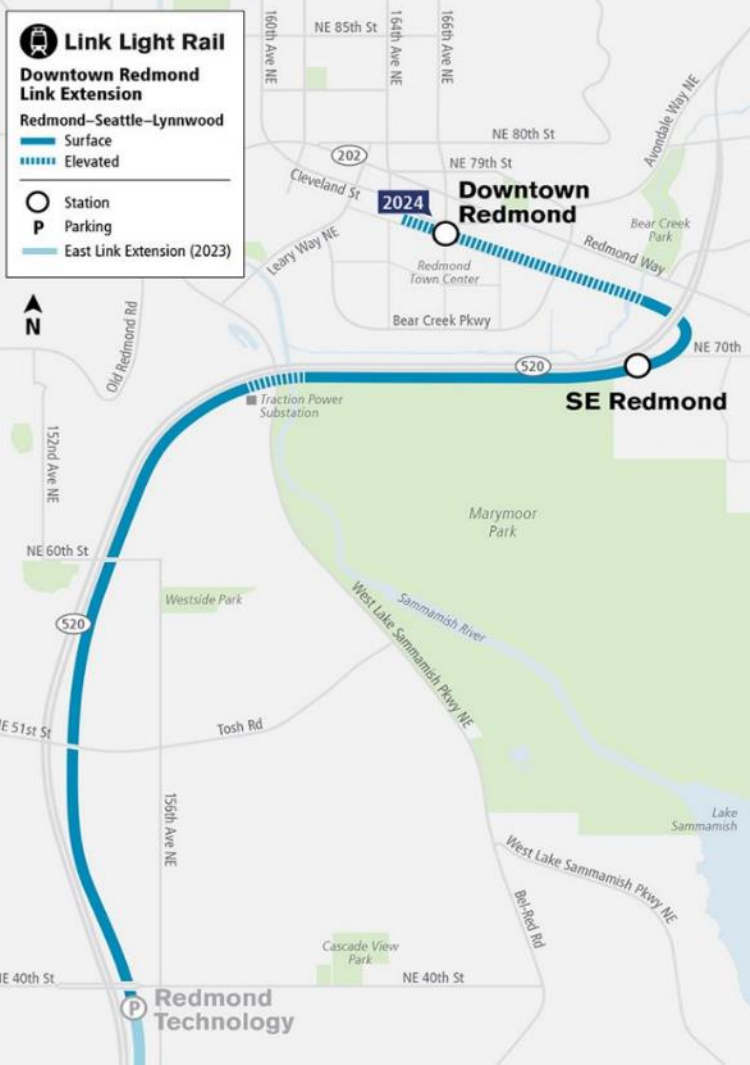 Link Light Rail
Downtown Redmond
Link Extension
Redmond–Seattle–Lynnwood
Surface
Elevated
Station
P Parking
East Link Extension (2023)
N
160th Ave NE
NE 85th St
164th Ave NE
166th Ave NE
Avondale Way NE
NE 80th St
202
NE 79th St
Cleveland St
2024
Downtown
Redmond
Bear Creek
Park
Leary Way NE
Redmond
Town Center
Redmond Way
Old Redmond Rd
Bear Creek Pkwy
NE 70th
520
SE Redmond
Traction Power
Substation
152nd Ave NE
Marymoor
Park
NE 60th St
Westside Park
West Lake Sammamish Pkwy NE
Sammamish River
520
E 51st St
Tosh Rd
156th Ave NE
Lake
Sammamish
West Lake Sammamish Pkwy NE
Bel-Red Rd
Cascade View
Park
E 40th St
NE 40th St
P
Redmond
Technology